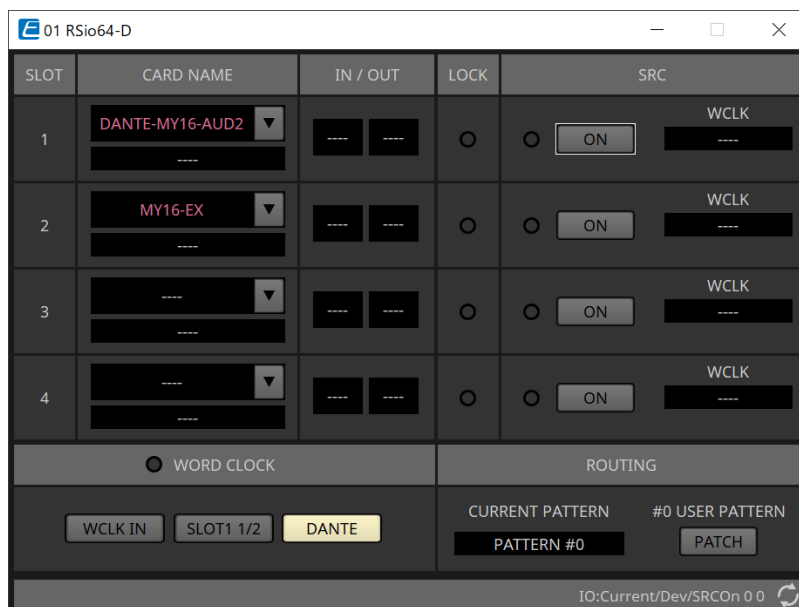 01 RSio64-D
SLOT CARD NAME IN / OUT LOCK SRC
1 DANTE-MY16-AUD2 ---- ---- ---- ON WCLK ----
2 MY16-EX ---- ---- ---- ON WCLK ----
3 ---- ---- ---- ---- ON WCLK ----
4 ---- ---- ---- ---- ON WCLK ----
WORD CLOCK ROUTING
CURRENT PATTERN #0 USER PATTERN
WCLK IN SLOT1 1/2 DANTE PATTERN #0 PATCH
IO:Current/Dev/SRCOn 0 0